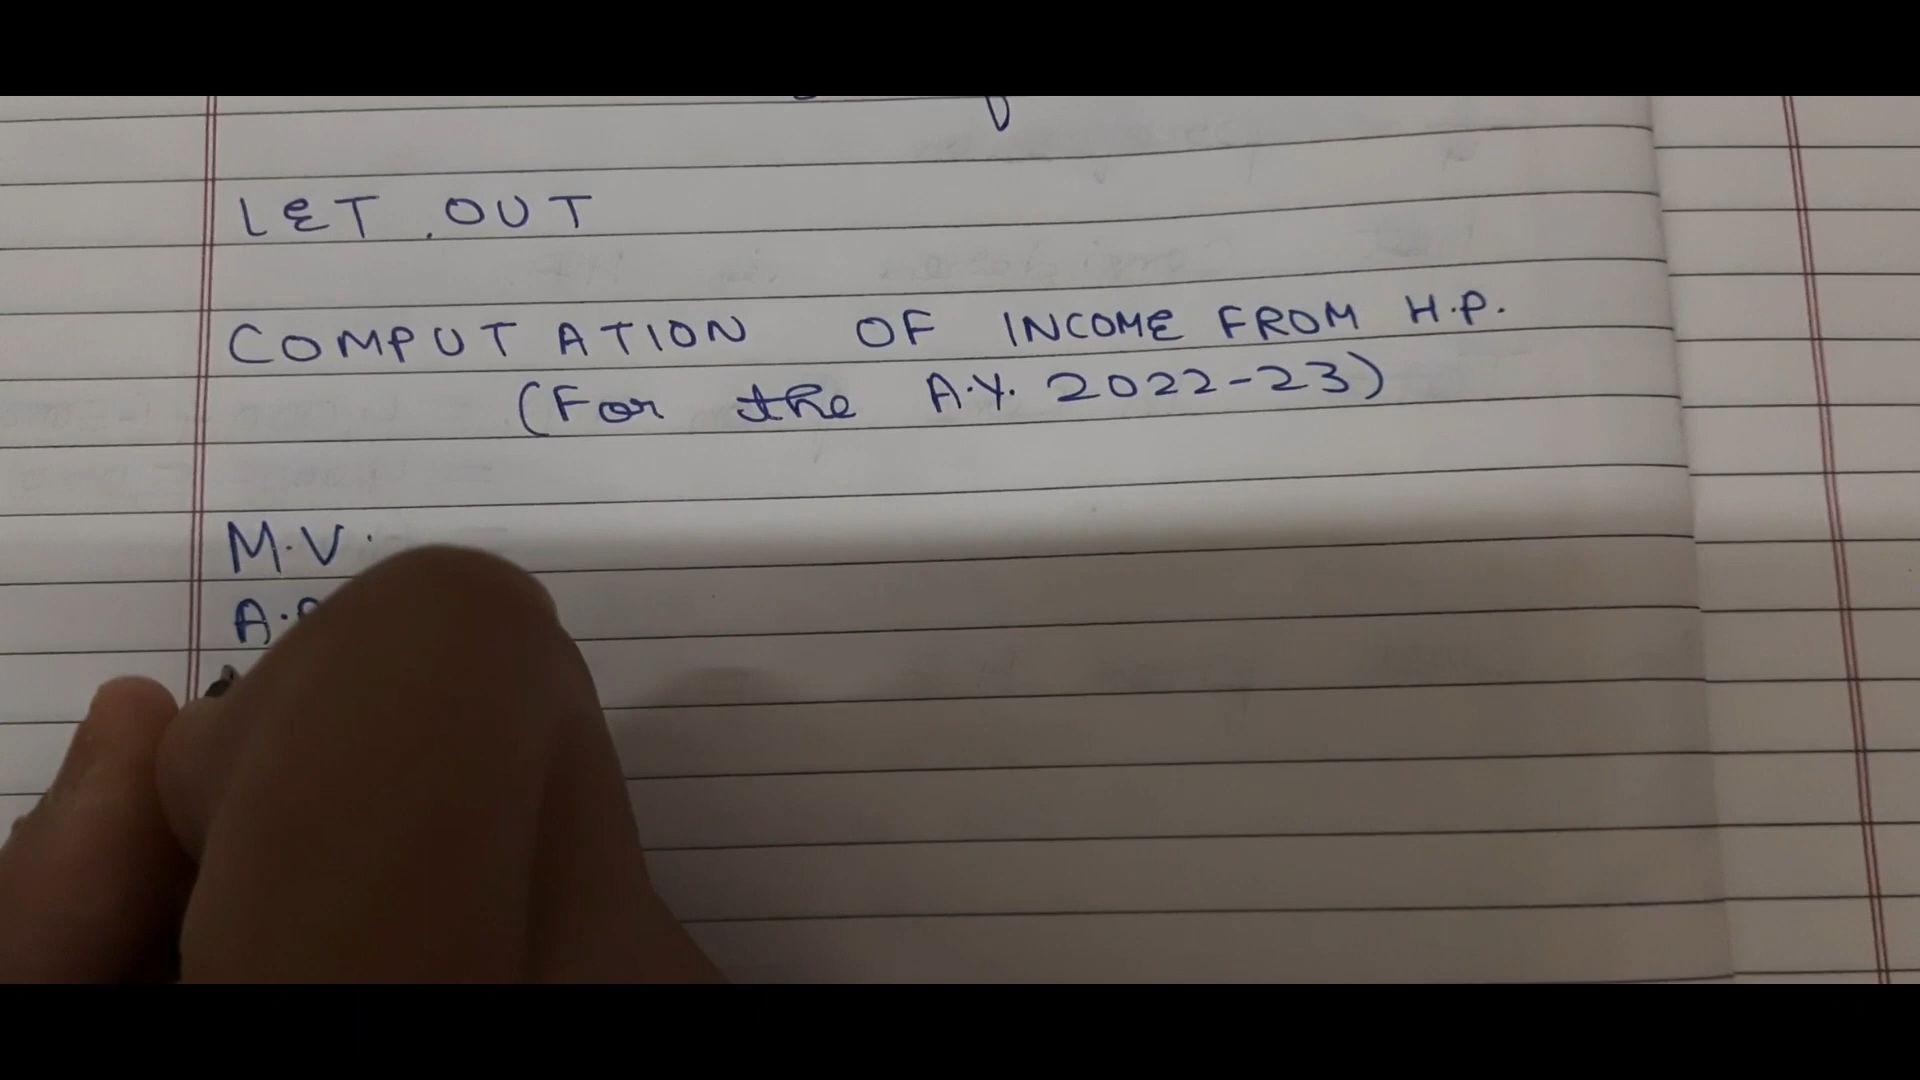 LET OUT
COMPUTATION OF INCOME FROM H.P.
(For the A.Y. 2022-23)
M.V.